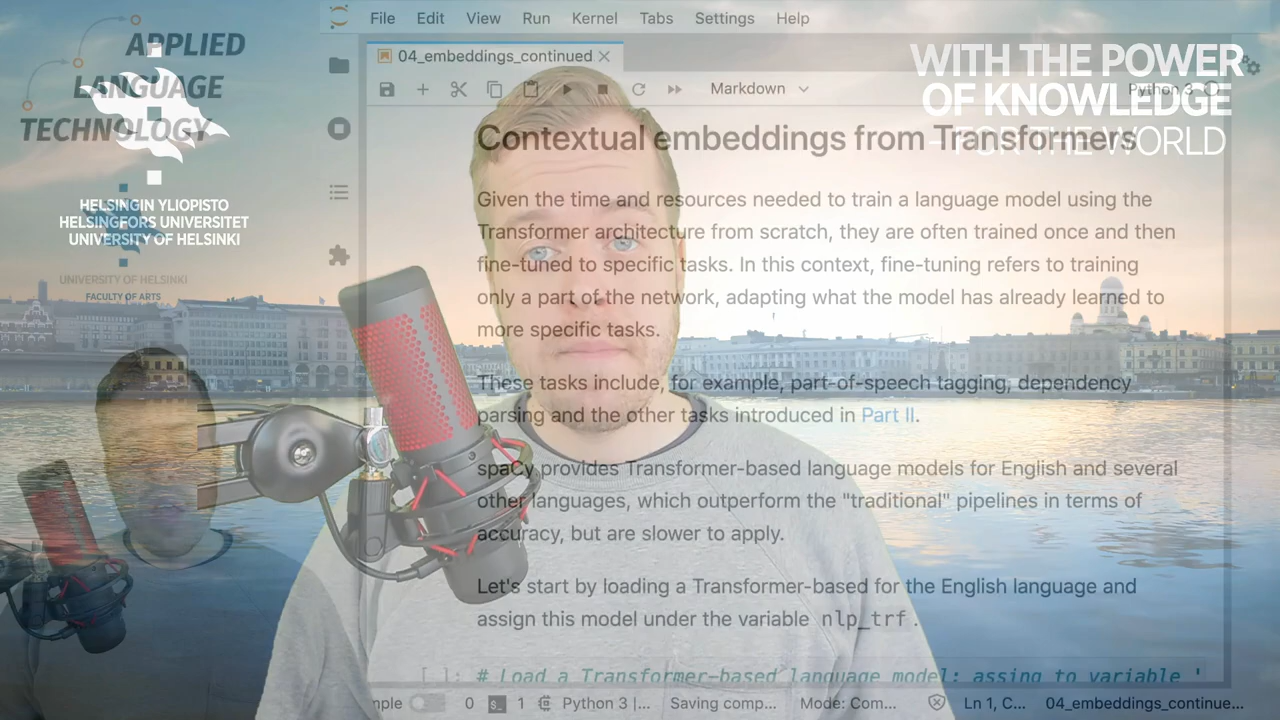 APPLIED
LANGUAGE
TECHNOLOGY
HELSINGIN YLIOPISTO
HELSINGFORS UNIVERSITET
UNIVERSITY OF HELSINKI
UNIVERSITY OF HELSINKI
FACULTY OF ARTS
WITH THE POWER
OF KNOWLEDGE
– FOR THE WORLD
File Edit View Run Kernel Tabs Settings Help
04_embeddings_continued
Markdown Python 3
Contextual embeddings from Transformers
Given the time and resources needed to train a language model using the
Transformer architecture from scratch, they are often trained once and then
fine-tuned to specific tasks. In this context, fine-tuning refers to training
only a part of the network, adapting what the model has already learned to
more specific tasks.
These tasks include, for example, part-of-speech tagging, dependency
parsing and the other tasks introduced in Part II.
spaCy provides Transformer-based language models for English and several
other languages, which outperform the "traditional" pipelines in terms of
accuracy, but are slower to apply.
Let's start by loading a Transformer-based for the English language and
assign this model under the variable nlp_trf .
[ ]: # Load a Transformer-based language model; assing to variable '
mple 0 $_ 1 Python 3 |... Saving comp... Mode: Com... Ln 1, C... 04_embeddings_continue...